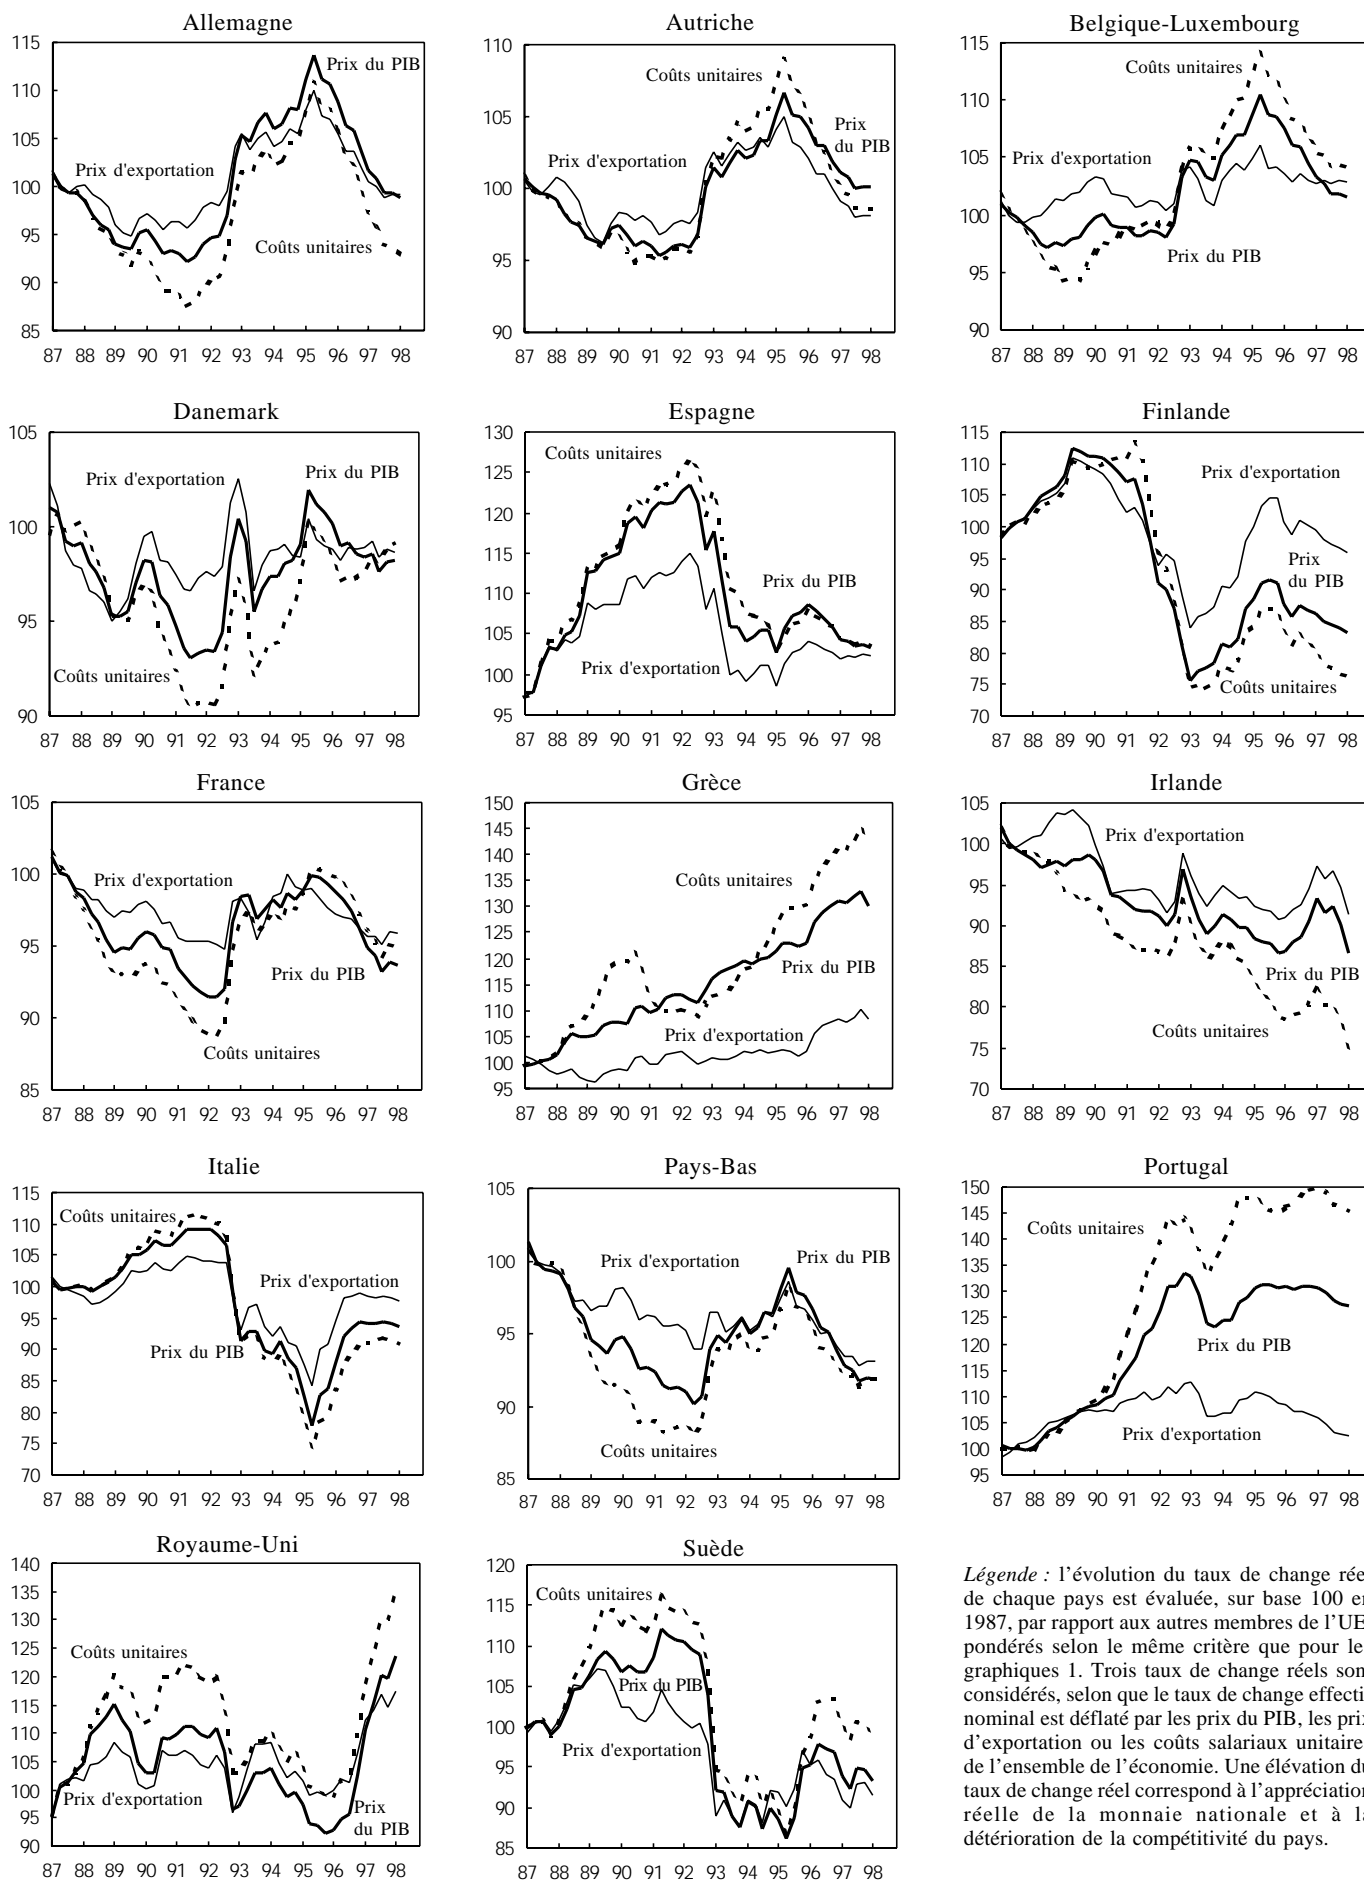 Allemagne
115
110
105
100
95
90
85
Prix du PIB
Prix d'exportation
Coûts unitaires
87 88 89 90 91 92 93 94 95 96 97 98
Autriche
110
105
100
95
90
Coûts unitaires
Prix
du PIB
Prix d'exportation
87 88 89 90 91 92 93 94 95 96 97 98
Belgique-Luxembourg
115
110
105
100
95
90
Coûts unitaires
Prix d'exportation
Prix du PIB
87 88 89 90 91 92 93 94 95 96 97 98
Danemark
105
100
95
90
Prix d'exportation
Prix du PIB
Coûts unitaires
87 88 89 90 91 92 93 94 95 96 97 98
Espagne
130
125
120
115
110
105
100
95
Coûts unitaires
Prix du PIB
Prix d'exportation
87 88 89 90 91 92 93 94 95 96 97 98
Finlande
115
110
105
100
95
90
85
80
75
70
Prix d'exportation
Prix
du PIB
Coûts unitaires
87 88 89 90 91 92 93 94 95 96 97 98
France
105
100
95
90
85
Prix d'exportation
Prix du PIB
Coûts unitaires
87 88 89 90 91 92 93 94 95 96 97 98
Grèce
150
145
140
135
130
125
120
115
110
105
100
95
Coûts unitaires
Prix du PIB
Prix d'exportation
87 88 89 90 91 92 93 94 95 96 97 98
Irlande
105
100
95
90
85
80
75
70
Prix d'exportation
Prix du PIB
Coûts unitaires
87 88 89 90 91 92 93 94 95 96 97 98
Italie
115
110
105
100
95
90
85
80
75
70
Coûts unitaires
Prix d'exportation
Prix du PIB
87 88 89 90 91 92 93 94 95 96 97 98
Pays-Bas
105
100
95
90
85
Prix d'exportation
Prix du PIB
Coûts unitaires
87 88 89 90 91 92 93 94 95 96 97 98
Portugal
150
145
140
135
130
125
120
115
110
105
100
95
Coûts unitaires
Prix du PIB
Prix d'exportation
87 88 89 90 91 92 93 94 95 96 97 98
Royaume-Uni
140
135
130
125
120
115
110
105
100
95
90
Coûts unitaires
Prix d'exportation
Prix
du PIB
87 88 89 90 91 92 93 94 95 96 97 98
Suède
120
115
110
105
100
95
90
85
Coûts unitaires
Prix du PIB
Prix d'exportation
87 88 89 90 91 92 93 94 95 96 97 98
Légende : l'évolution du taux de change rée
de chaque pays est évaluée, sur base 100 en
1987, par rapport aux autres membres de l'UE,
pondérés selon le même critère que pour les
graphiques 1. Trois taux de change réels son
considérés, selon que le taux de change effecti
nominal est déflaté par les prix du PIB, les prix
d'exportation ou les coûts salariaux unitaires
de l'ensemble de l'économie. Une élévation du
taux de change réel correspond à l'appréciation
réelle de la monnaie nationale et à la
détérioration de la compétitivité du pays.